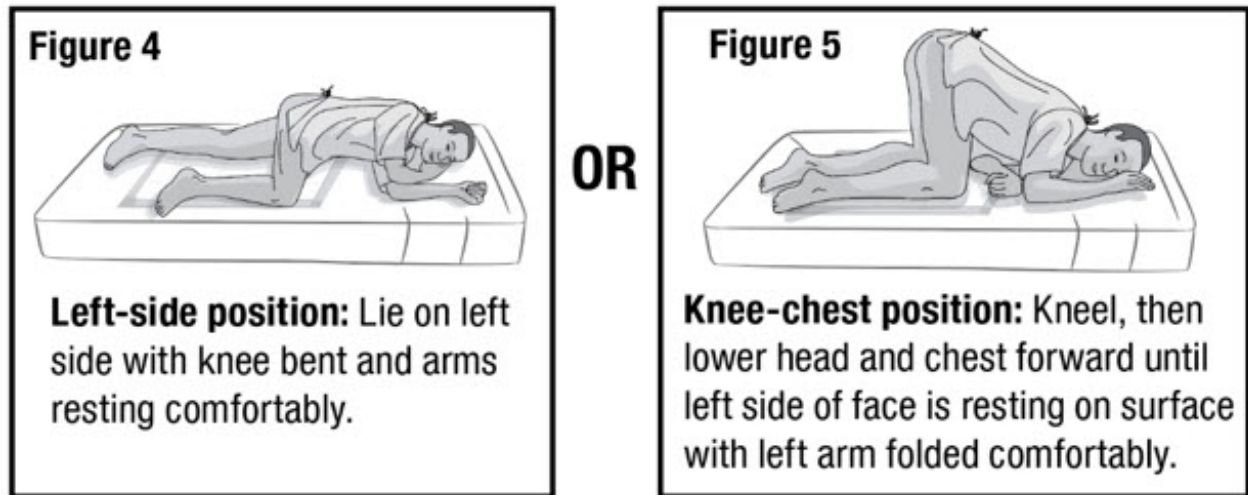 Figure 4
Left-side position: Lie on left
side with knee bent and arms
resting comfortably.
OR
Figure 5
Knee-chest position: Kneel, then
lower head and chest forward until
left side of face is resting on surface
with left arm folded comfortably.